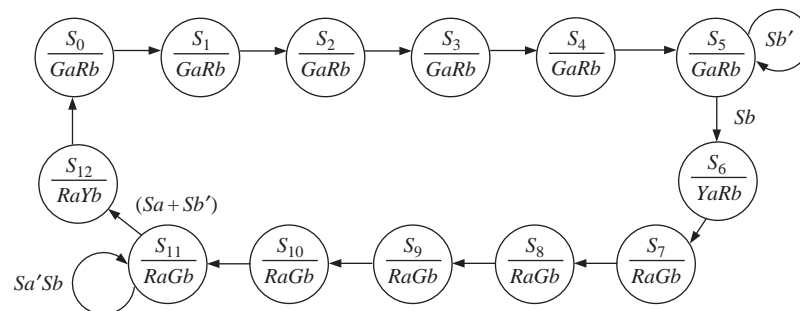 S₀
GaRb
S₁
GaRb
S₂
GaRb
S₃
GaRb
S₄
GaRb
S₅
GaRb
Sb′
Sb
S₆
YaRb
S₇
RaGb
S₈
RaGb
S₉
RaGb
S₁₀
RaGb
S₁₁
RaGb
Sa′Sb
(Sa + Sb′)
S₁₂
RaYb